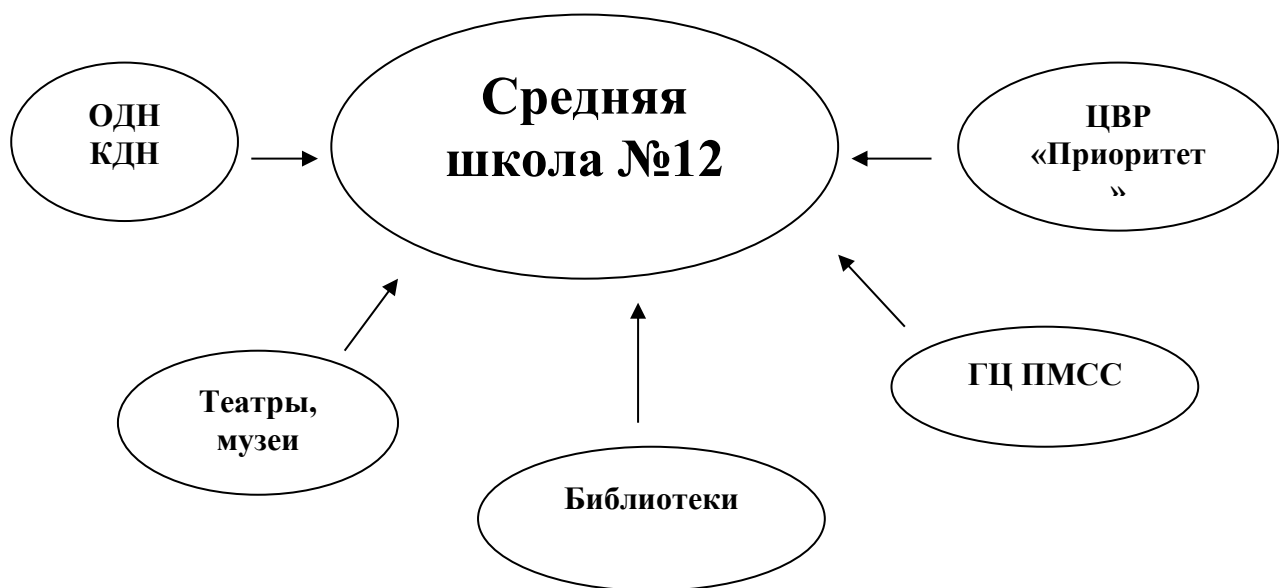 Средняя
школа №12
ОДН
КДН
ЦВР
«Приоритет
»
Театры,
музеи
Библиотеки
ГЦ ПМСС